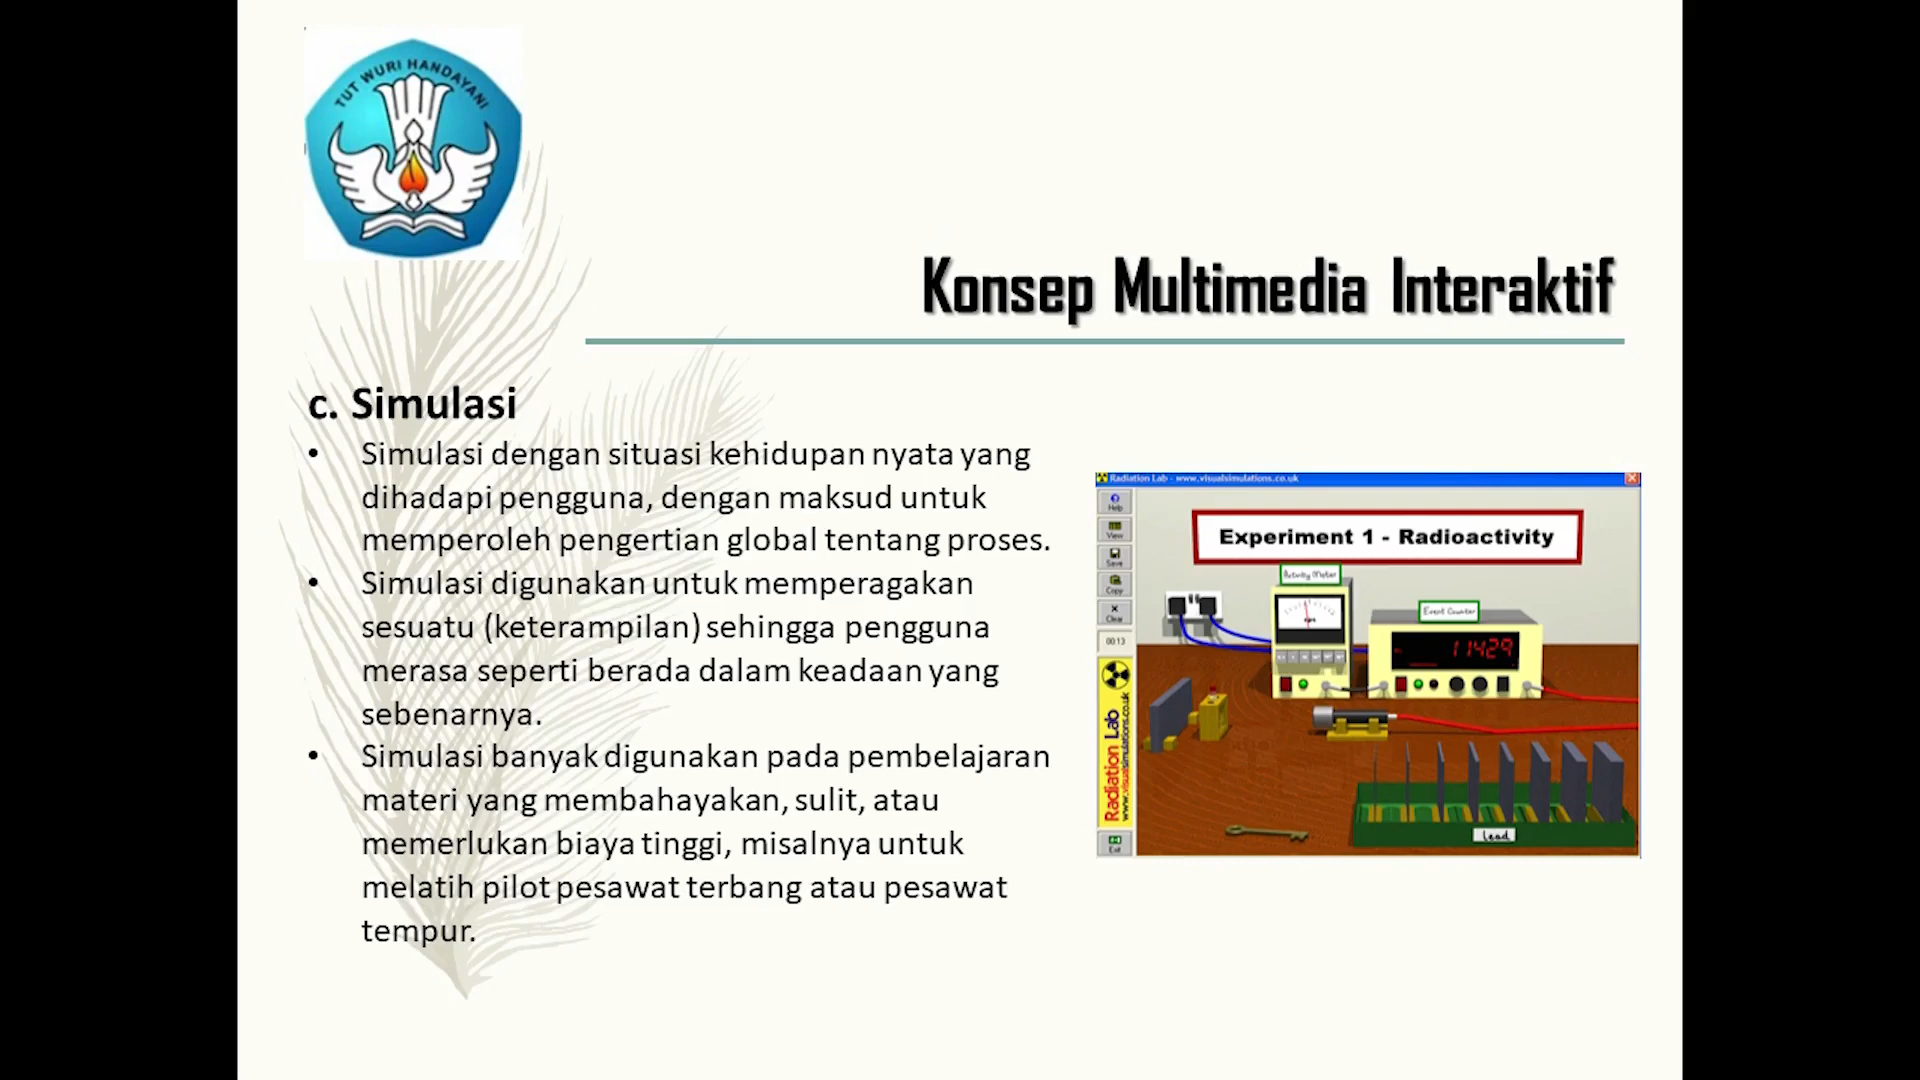 TUT WURI HANDAYANI
Konsep Multimedia Interaktif
c. Simulasi
• Simulasi dengan situasi kehidupan nyata yang
dihadapi pengguna, dengan maksud untuk
memperoleh pengertian global tentang proses.
• Simulasi digunakan untuk memperagakan
sesuatu (keterampilan) sehingga pengguna
merasa seperti berada dalam keadaan yang
sebenarnya.
• Simulasi banyak digunakan pada pembelajaran
materi yang membahayakan, sulit, atau
memerlukan biaya tinggi, misalnya untuk
melatih pilot pesawat terbang atau pesawat
tempur.
Radiation Lab - www.visualsimulations.co.uk
Help
View
Save
Copy
Clear
00:13
Radiation Lab
www.visualsimulations.co.uk
Exit
Experiment 1 - Radioactivity
Activity Meter
Event Counter
11429
Lead